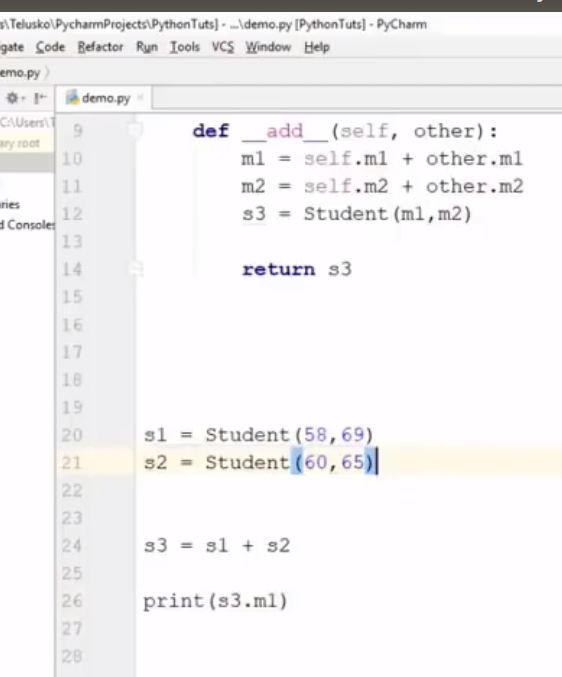 s\Telusko\PycharmProjects\PythonTuts] - ...\demo.py [PythonTuts] - PyCharm
gate Code Refactor Run Tools VCS Window Help
emo.py
demo.py
C:\Users\T
ary root
ries
d Consoles
9 def __add__(self, other):
10 m1 = self.m1 + other.m1
11 m2 = self.m2 + other.m2
12 s3 = Student(m1,m2)
13
14 return s3
15
16
17
18
19
20 s1 = Student(58,69)
21 s2 = Student(60,65)
22
23
24 s3 = s1 + s2
25
26 print(s3.m1)
27
28